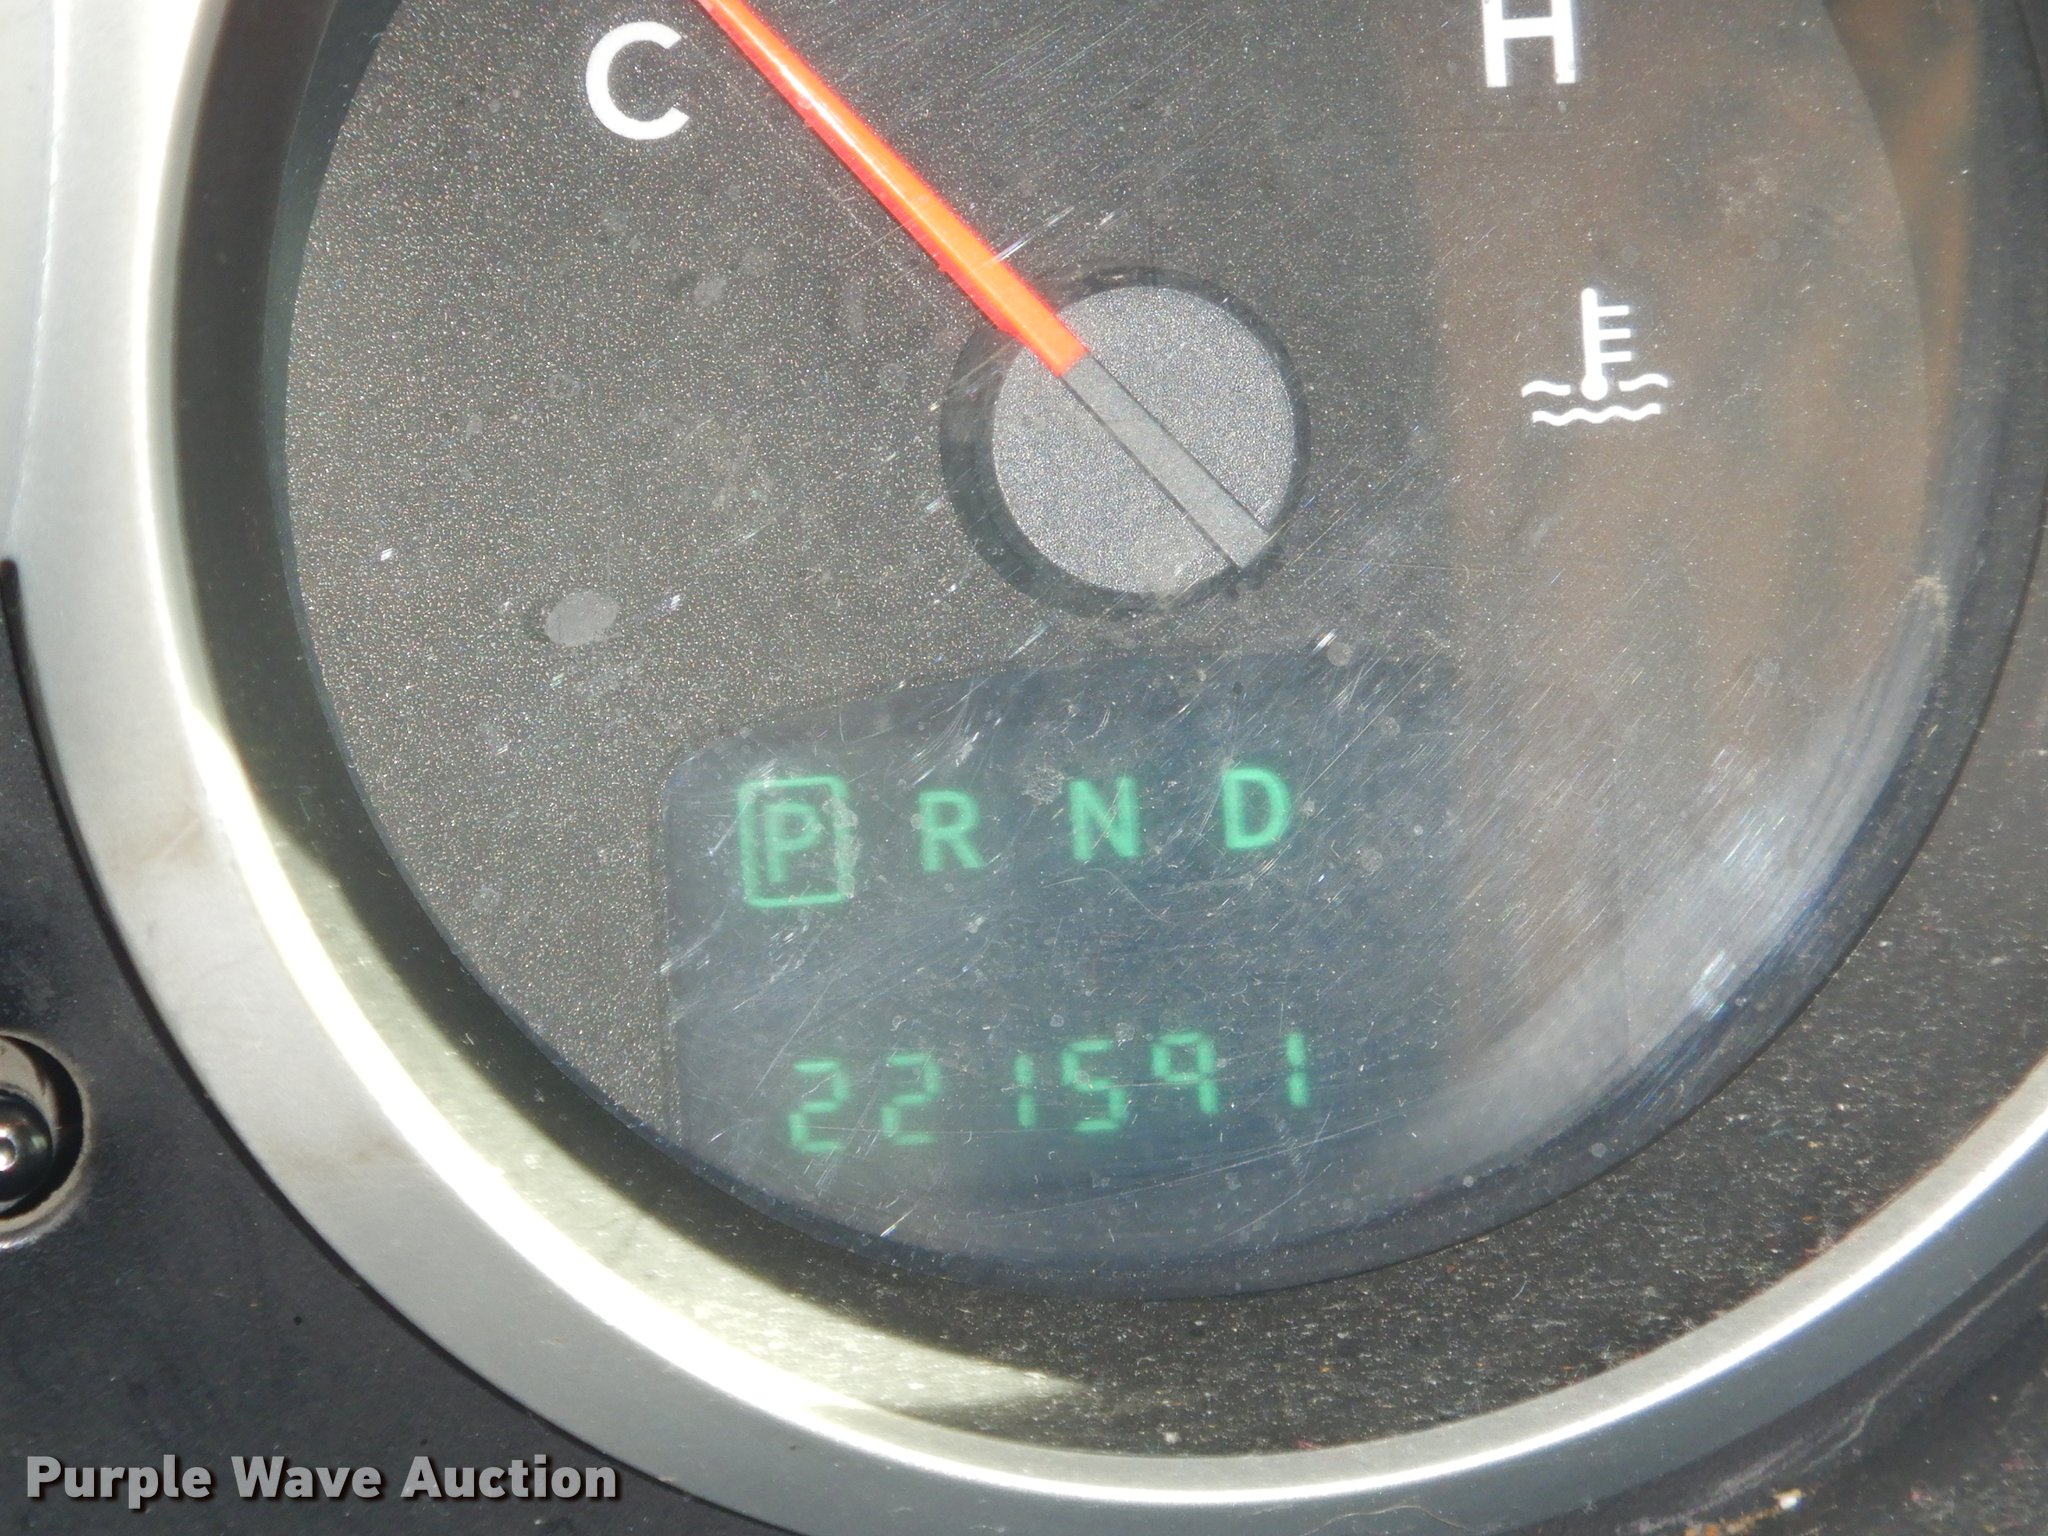 C H
P R N D
221591
Purple Wave Auction